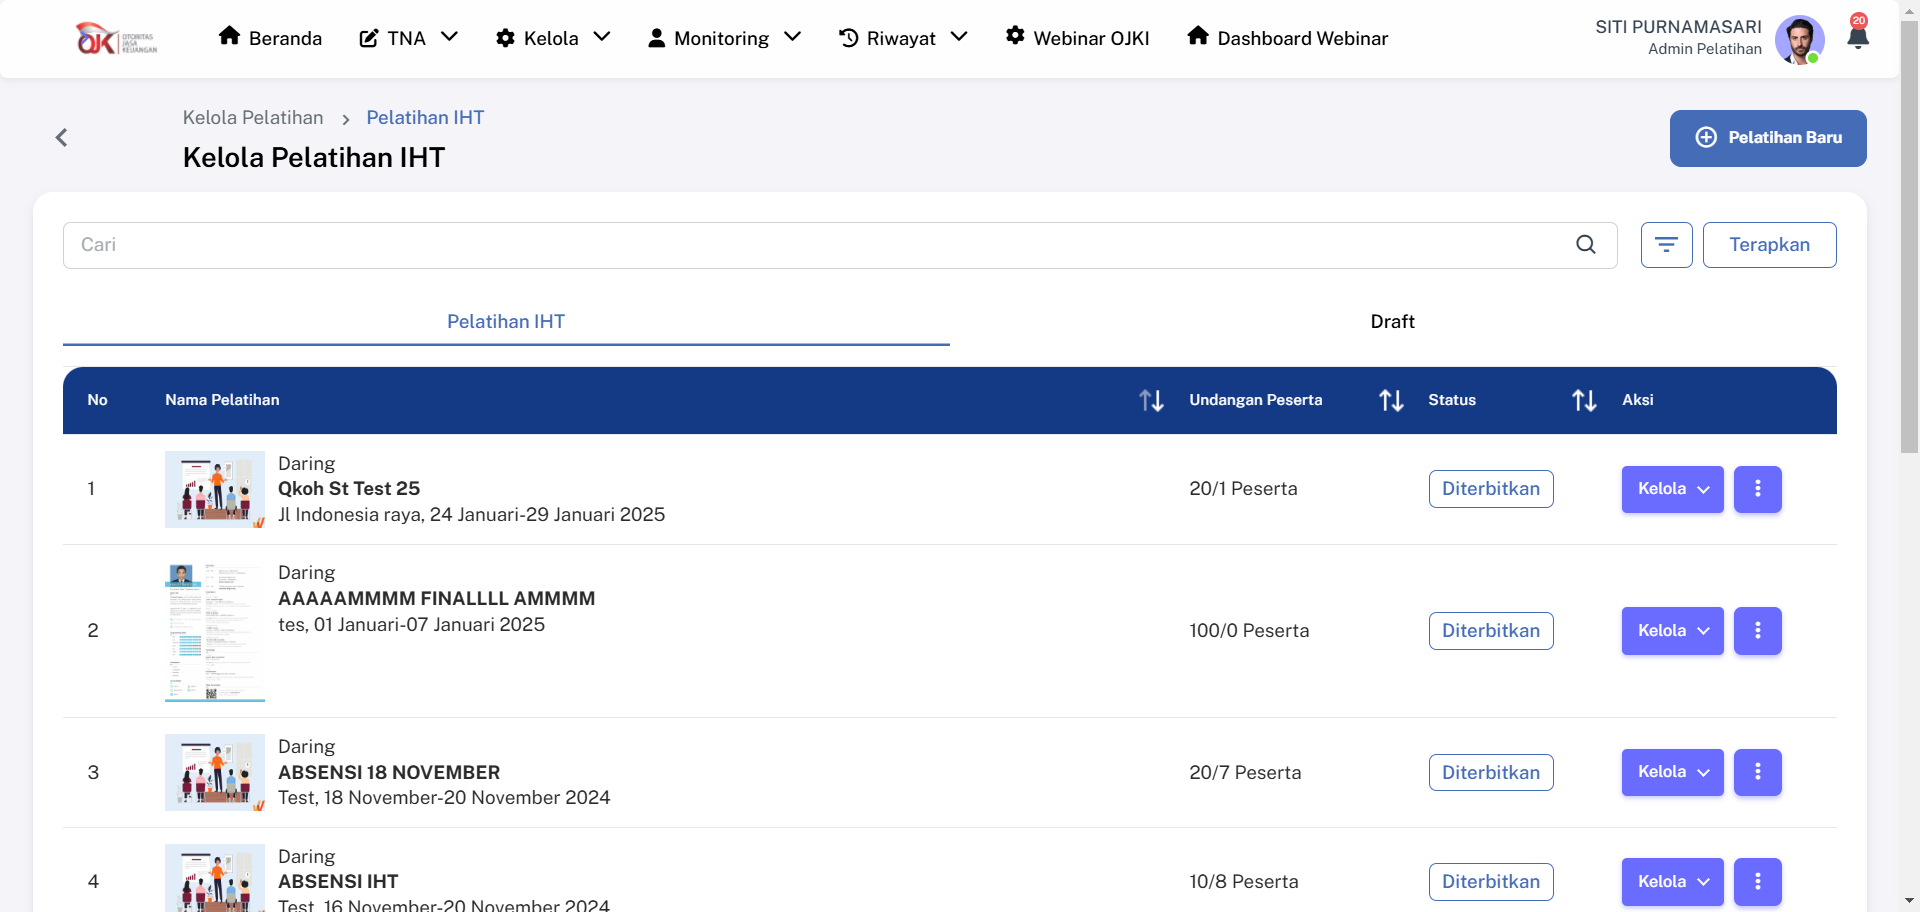 OJK OTORITAS JASA KEUANGAN
Beranda
TNA
Kelola
Monitoring
Riwayat
Webinar OJKI
Dashboard Webinar
SITI PURNAMASARI
Admin Pelatihan
20
Kelola Pelatihan > Pelatihan IHT
Kelola Pelatihan IHT
Pelatihan Baru
Cari
Terapkan
Pelatihan IHT
Draft
No Nama Pelatihan Undangan Peserta Status Aksi
1
Daring
Qkoh St Test 25
Jl Indonesia raya, 24 Januari-29 Januari 2025
20/1 Peserta
Diterbitkan
Kelola
2
Daring
AAAAAMMMM FINALLLL AMMMM
tes, 01 Januari-07 Januari 2025
100/0 Peserta
Diterbitkan
Kelola
3
Daring
ABSENSI 18 NOVEMBER
Test, 18 November-20 November 2024
20/7 Peserta
Diterbitkan
Kelola
4
Daring
ABSENSI IHT
Test, 16 November-20 November 2024
10/8 Peserta
Diterbitkan
Kelola